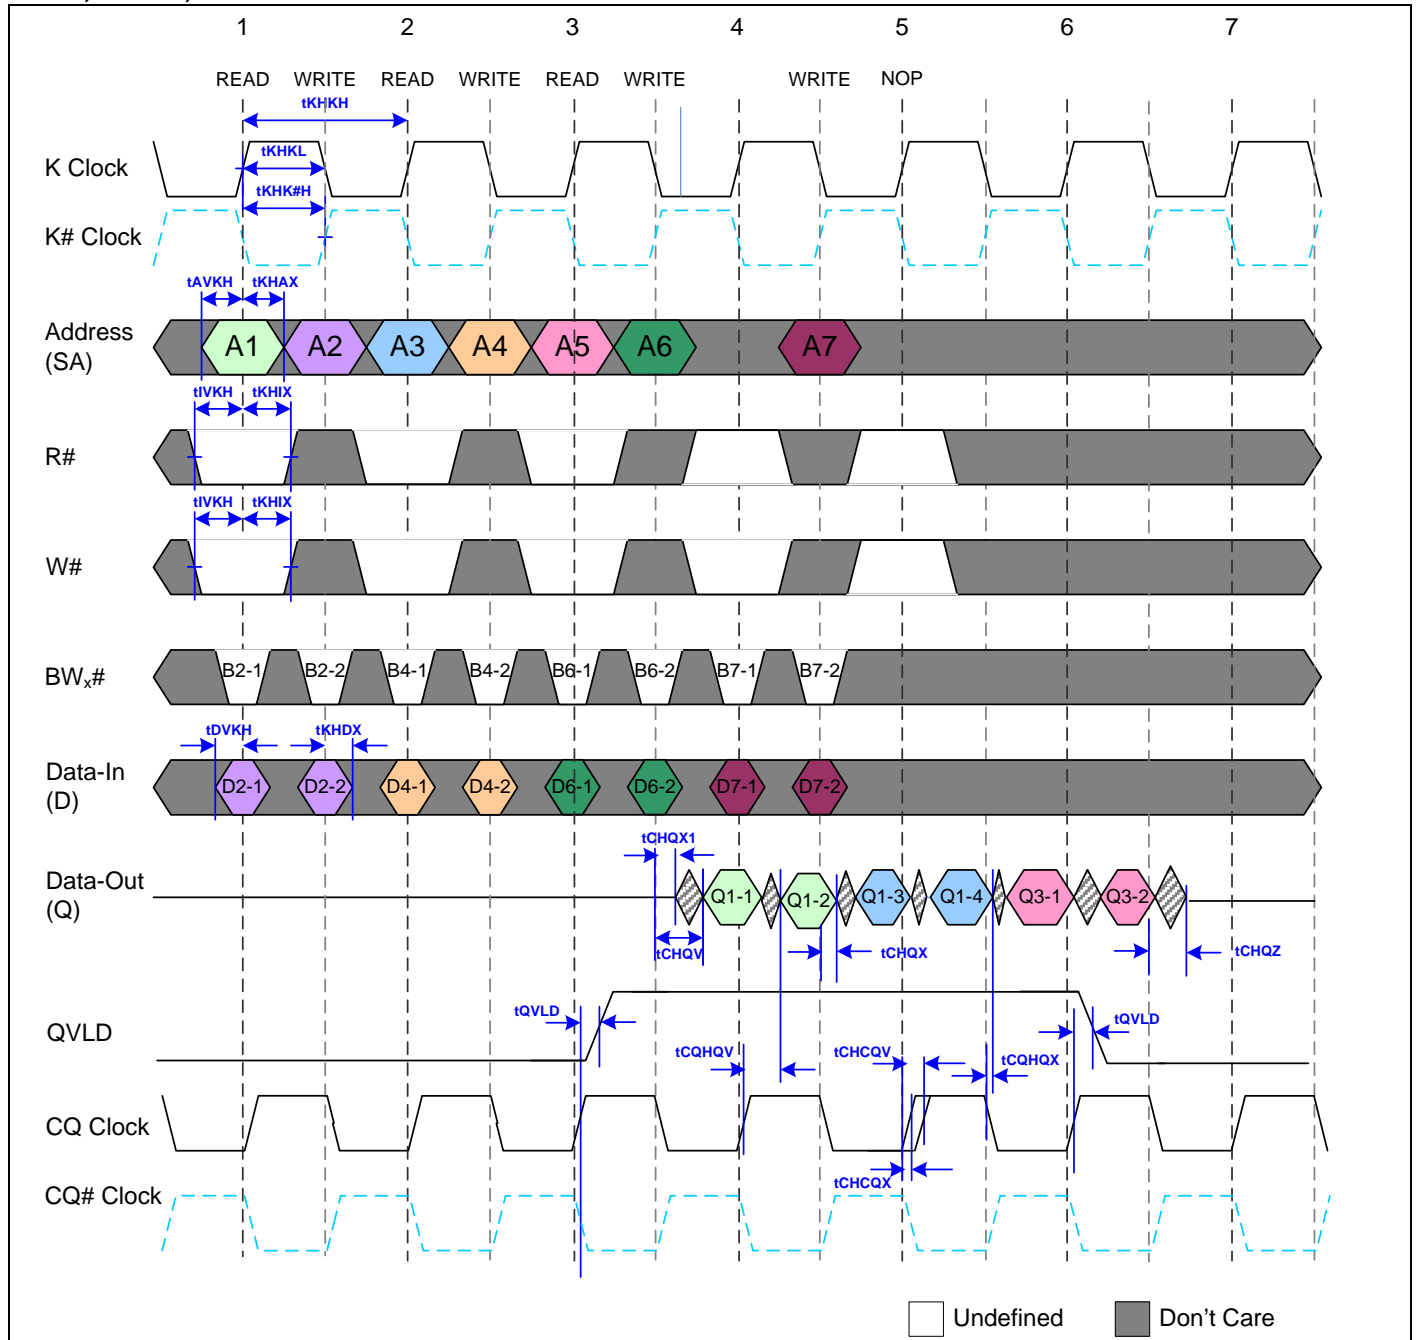 1 2 3 4 5 6 7
READ WRITE READ WRITE READ WRITE WRITE NOP
tKHKH
K Clock
tKHKL
tKHK#H
K# Clock
tAVKH tKHAX
Address
(SA)
A1 A2 A3 A4 A5 A6 A7
tIVKH tKHIX
R#
tIVKH tKHIX
W#
BWx#
B2-1 B2-2 B4-1 B4-2 B6-1 B6-2 B7-1 B7-2
tDVKH tKHDX
Data-In
(D)
D2-1 D2-2 D4-1 D4-2 D6-1 D6-2 D7-1 D7-2
tCHQX1
Data-Out
(Q)
Q1-1 Q1-2 Q1-3 Q1-4 Q3-1 Q3-2
tCHQV tCHQX tCHQZ
QVLD
tQVLD tQVLD
tCQHQV tCHCQV tCQHQX
CQ Clock
tCHCQX
CQ# Clock
Undefined Don't Care